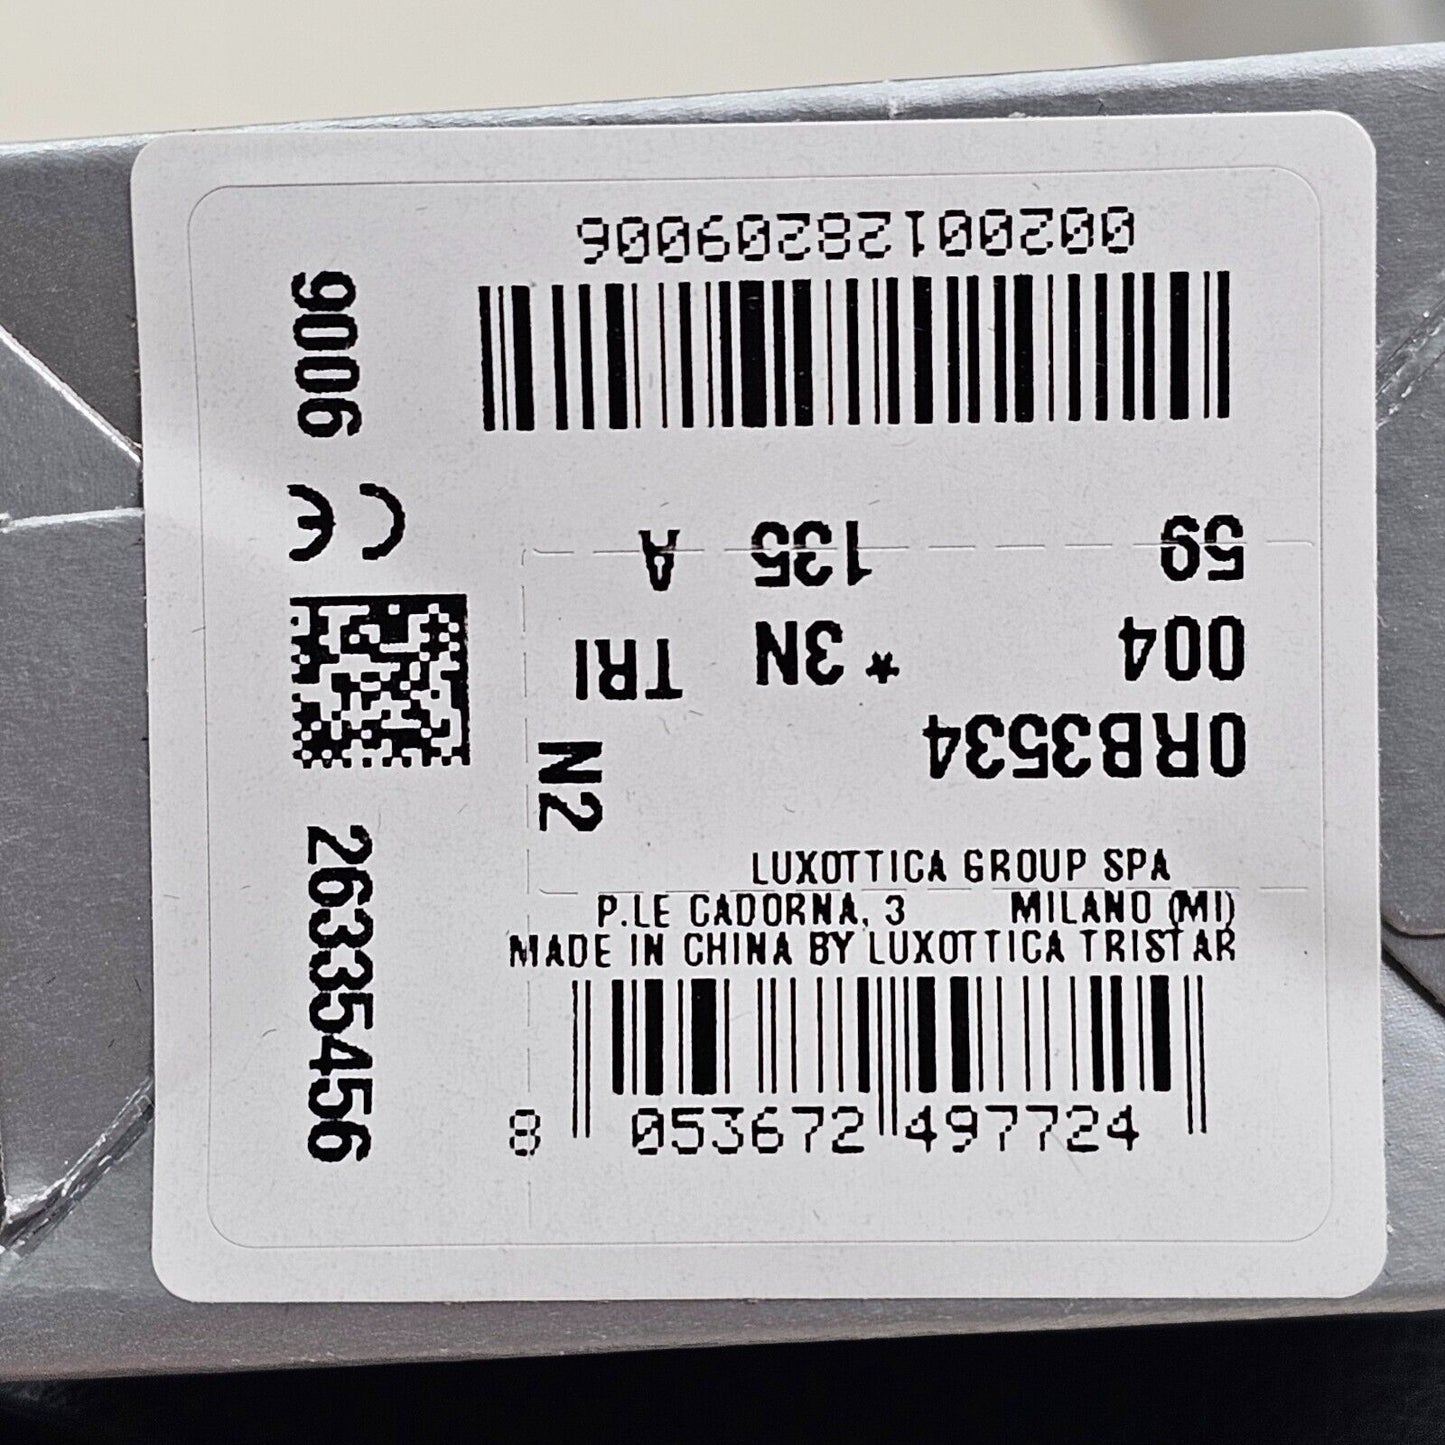 0RB3534
004 * 3N TRI
59 135 A
00200128209006
N2
9006 CE
26335456
LUXOTTICA GROUP SPA
P.LE CADORNA, 3 MILANO (MI)
MADE IN CHINA BY LUXOTTICA TRISTAR
8 053672 497724